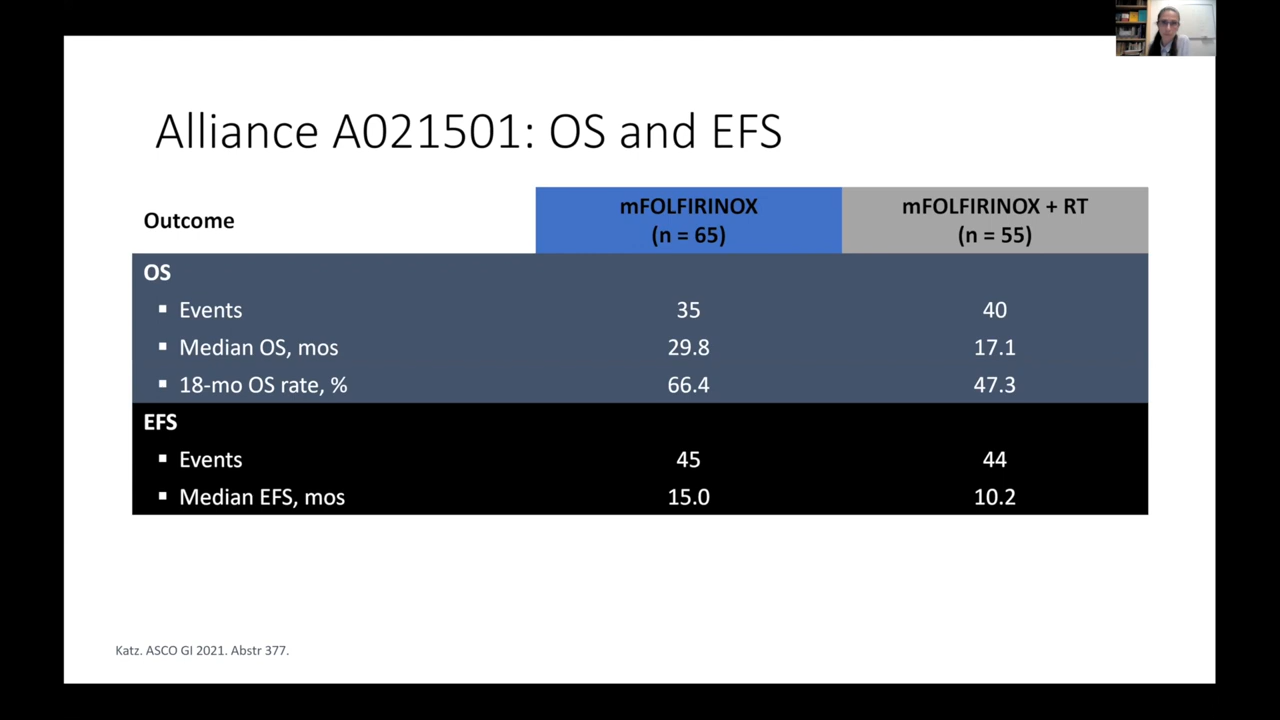 Alliance A021501: OS and EFS
Outcome
mFOLFIRINOX
(n = 65)
mFOLFIRINOX + RT
(n = 55)
OS
▪ Events 35 40
▪ Median OS, mos 29.8 17.1
▪ 18-mo OS rate, % 66.4 47.3
EFS
▪ Events 45 44
▪ Median EFS, mos 15.0 10.2
Katz. ASCO GI 2021. Abstr 377.